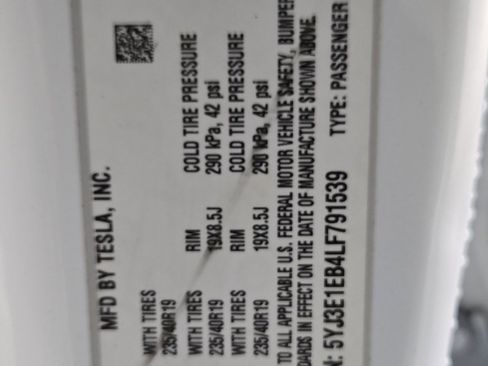 MFD BY TESLA, INC.
WITH TIRES
235/40R19
WITH TIRES RIM COLD TIRE PRESSURE
235/40R19 19X8.5J 290 kPa, 42 psi
WITH TIRES RIM COLD TIRE PRESSURE
235/40R19 19X8.5J 290 kPa, 42 psi
TO ALL APPLICABLE U.S. FEDERAL MOTOR VEHICLE SAFETY, BUMPER
DARDS IN EFFECT ON THE DATE OF MANUFACTURE SHOWN ABOVE.
N: 5YJ3E1EB4LF791539 TYPE: PASSENGER